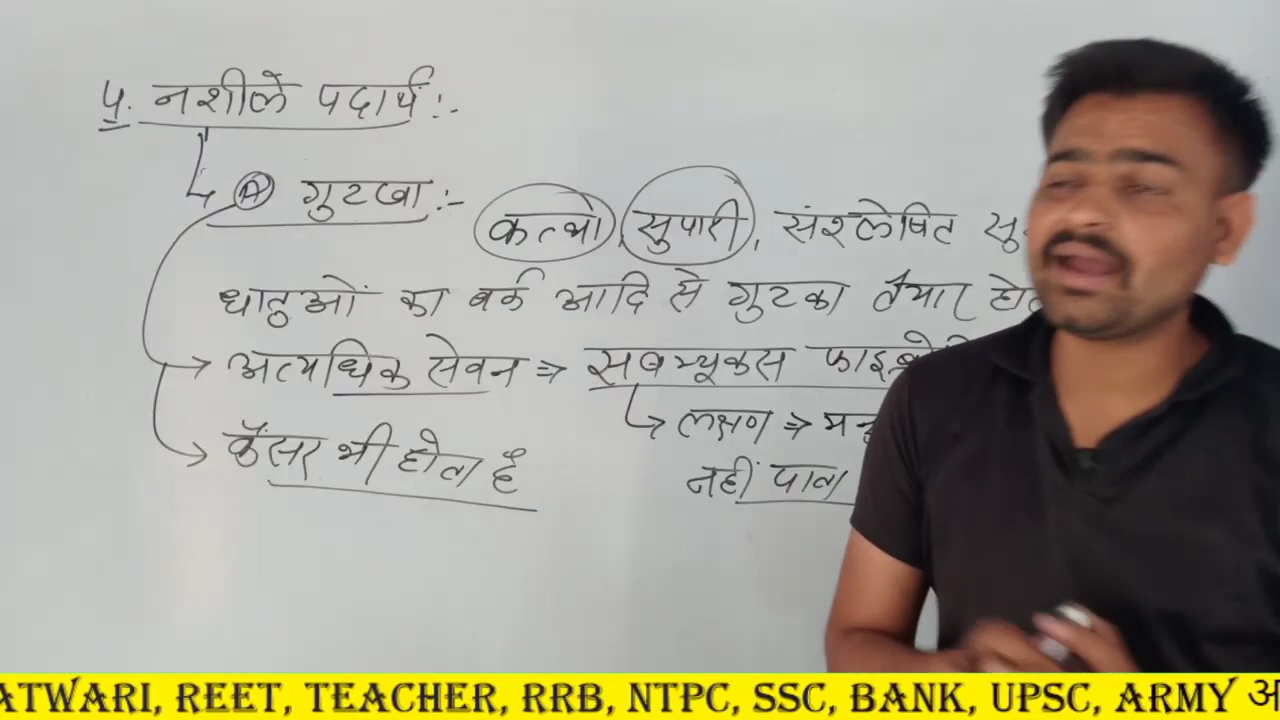 ५. नशीले पदार्थ :-
Ⓐ गुटखा :- कत्थो, सुपारी, संश्लेषित
धातुओं का वर्क आदि से गुटका तैयार
→ अत्यधिक सेवन ⇒ सबम्यूकस
→ लक्षण ⇒
→ कैंसर भी होता है
नहीं पाता
ATWARI, REET, TEACHER, RRB, NTPC, SSC, BANK, UPSC, ARMY